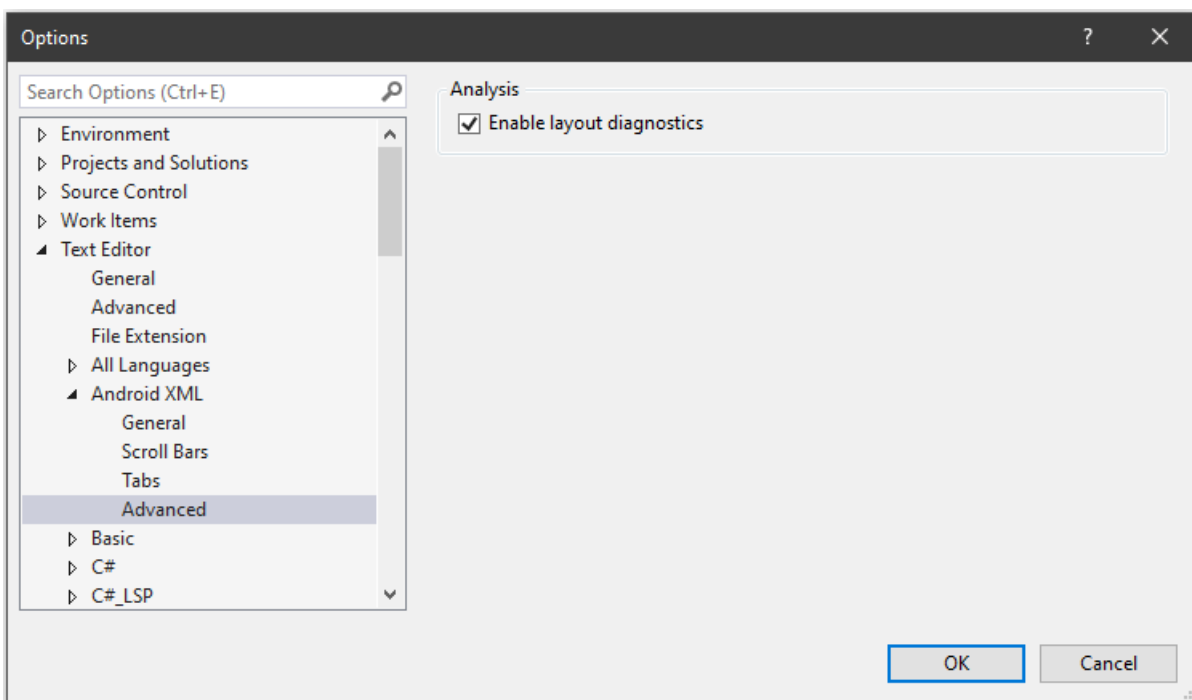 Options
?
Search Options (Ctrl+E)
Environment
Projects and Solutions
Source Control
Work Items
Text Editor
General
Advanced
File Extension
All Languages
Android XML
General
Scroll Bars
Tabs
Advanced
Basic
C#
C#_LSP
Analysis
Enable layout diagnostics
OK Cancel